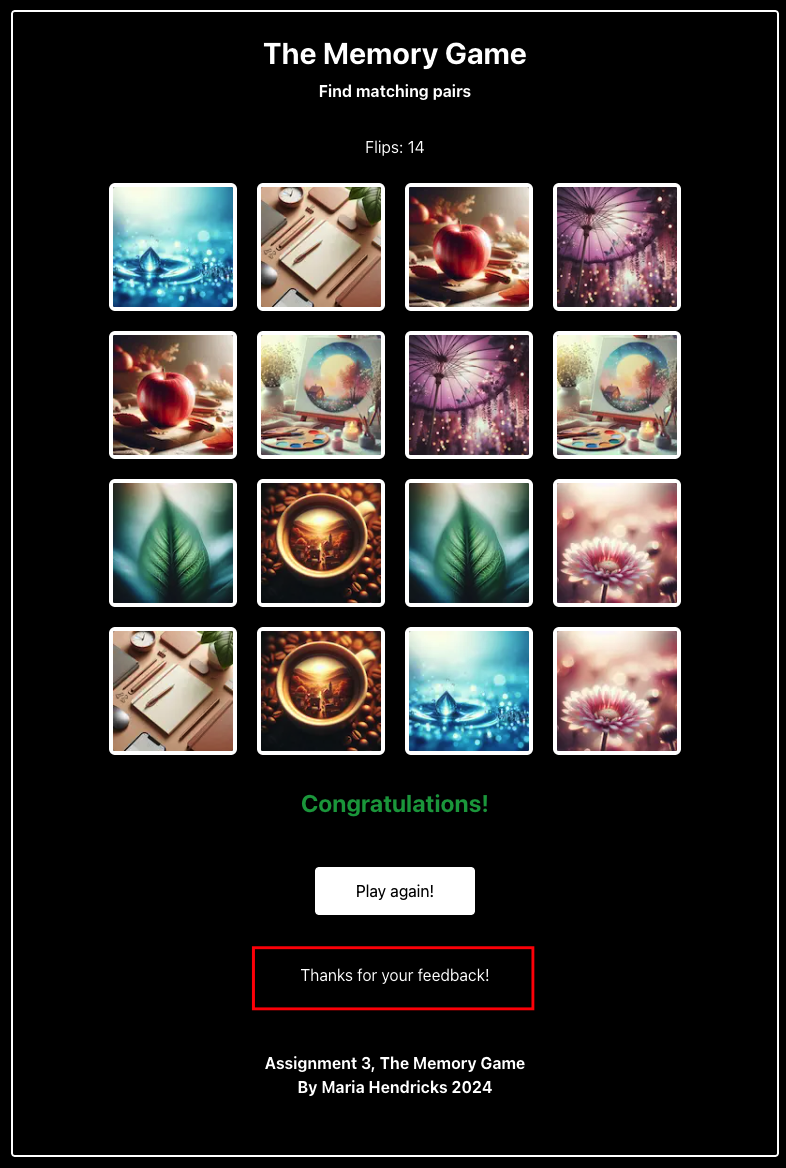 The Memory Game
Find matching pairs
Flips: 14
Congratulations!
Play again!
Thanks for your feedback!
Assignment 3, The Memory Game
By Maria Hendricks 2024